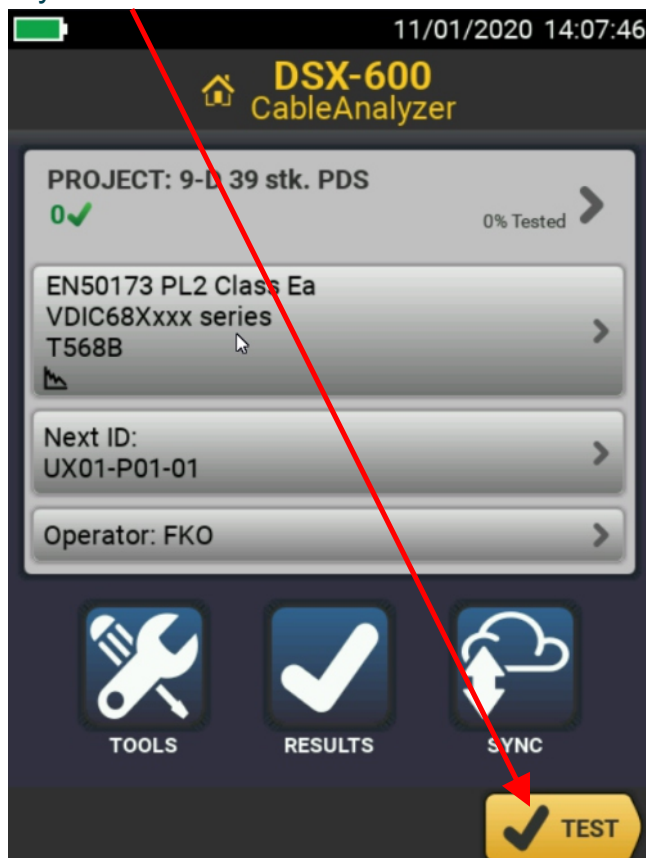 11/01/2020 14:07:46
DSX-600
CableAnalyzer
PROJECT: 9-D 39 stk. PDS
0
0% Tested
EN50173 PL2 Class Ea
VDIC68Xxxx series
T568B
Next ID:
UX01-P01-01
Operator: FKO
TOOLS
RESULTS
SYNC
TEST